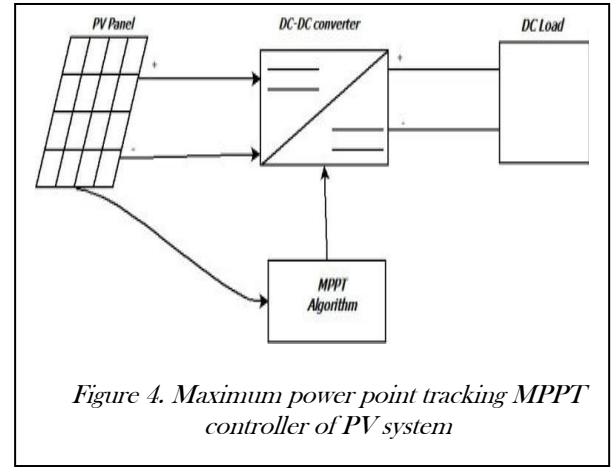 PV Panel
DC-DC converter
DC Load
+
+
-
-
MPPT
Algorithm
Figure 4. Maximum power point tracking MPPT
controller of PV system